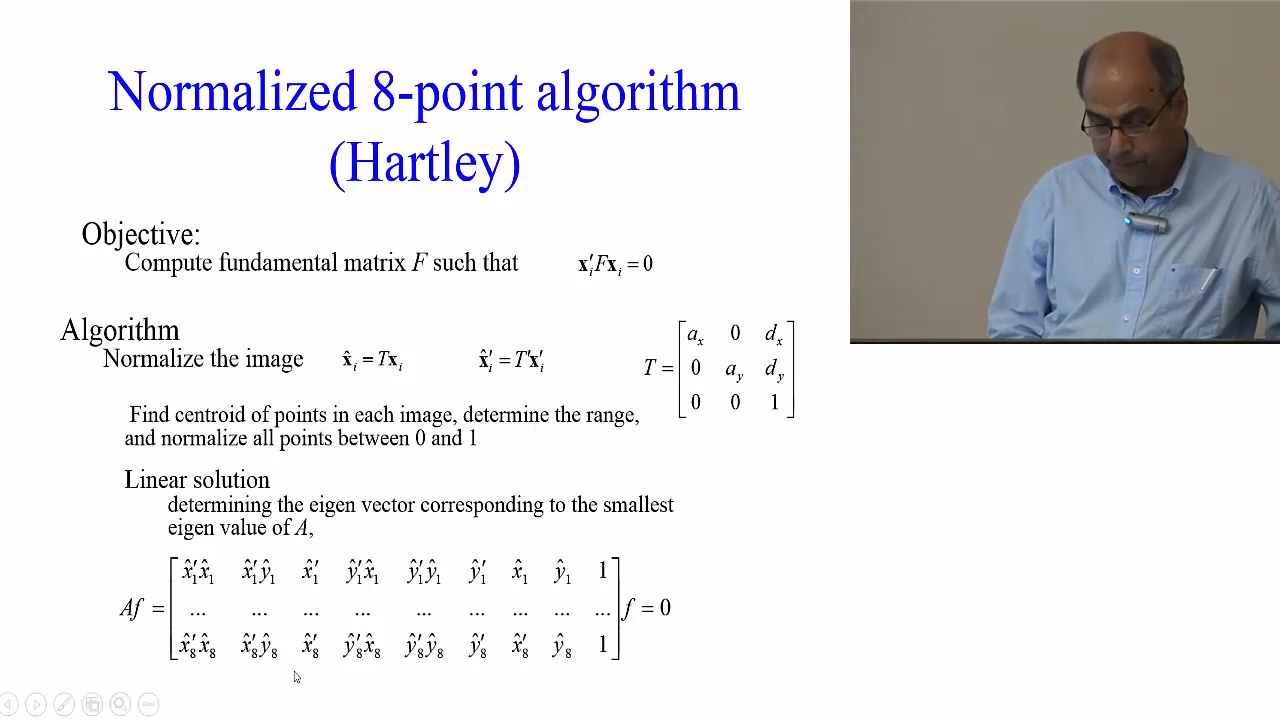 Normalized 8-point algorithm
(Hartley)
Objective:
Compute fundamental matrix F such that x′ᵢFxᵢ = 0
Algorithm
Normalize the image x̂ᵢ = Txᵢ x̂′ᵢ = T′x′ᵢ T = [aₓ 0 dₓ; 0 a_y d_y; 0 0 1]
Find centroid of points in each image, determine the range,
and normalize all points between 0 and 1
Linear solution
determining the eigen vector corresponding to the smallest
eigen value of A,
x̂′₁x̂₁ x̂′₁ŷ₁ x̂′₁ ŷ′₁x̂₁ ŷ′₁ŷ₁ ŷ′₁ x̂₁ ŷ₁ 1
Af = ... ... ... ... ... ... ... ... ... f = 0
x̂′₈x̂₈ x̂′₈ŷ₈ x̂′₈ ŷ′₈x̂₈ ŷ′₈ŷ₈ ŷ′₈ x̂′₈ ŷ₈ 1